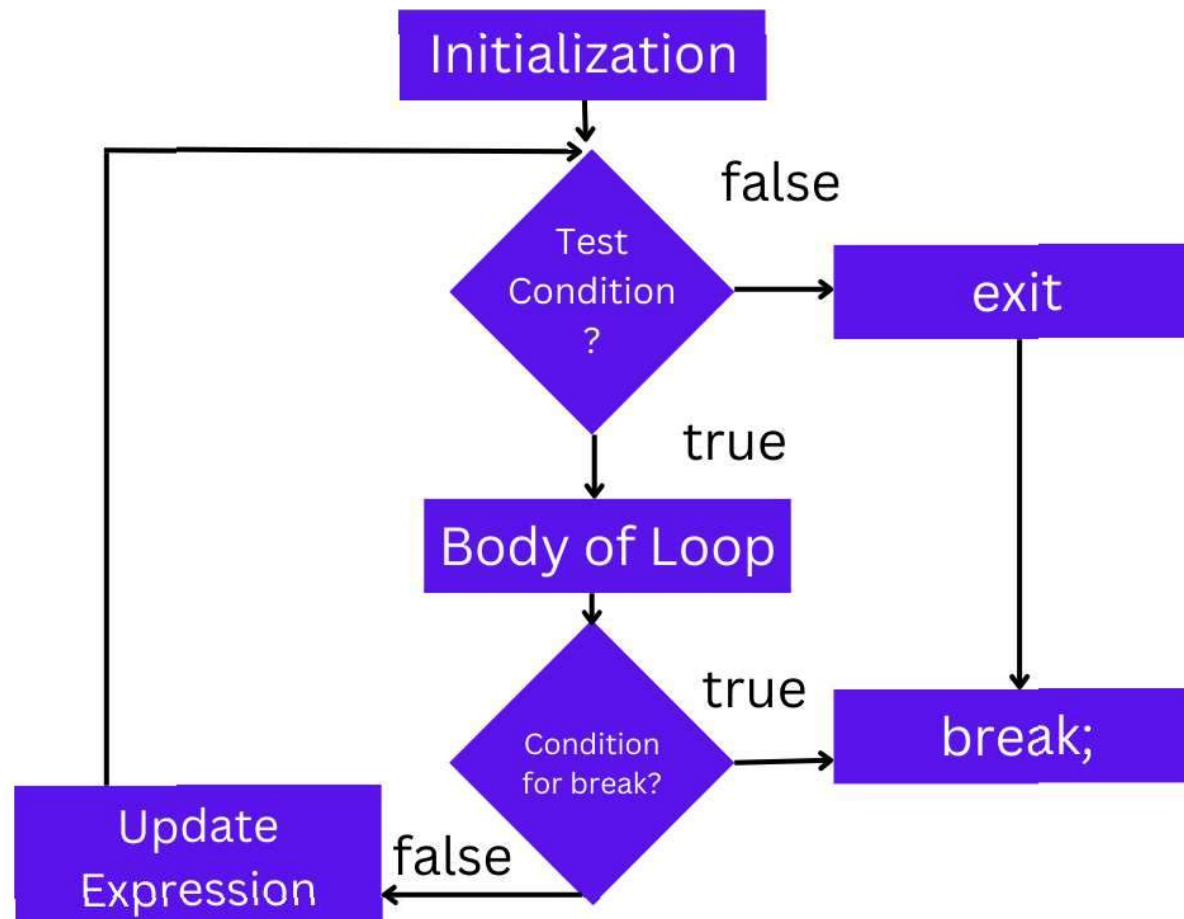 Initialization
false
Test
Condition
?
exit
true
Body of Loop
true
Condition
for break?
break;
Update
Expression
false